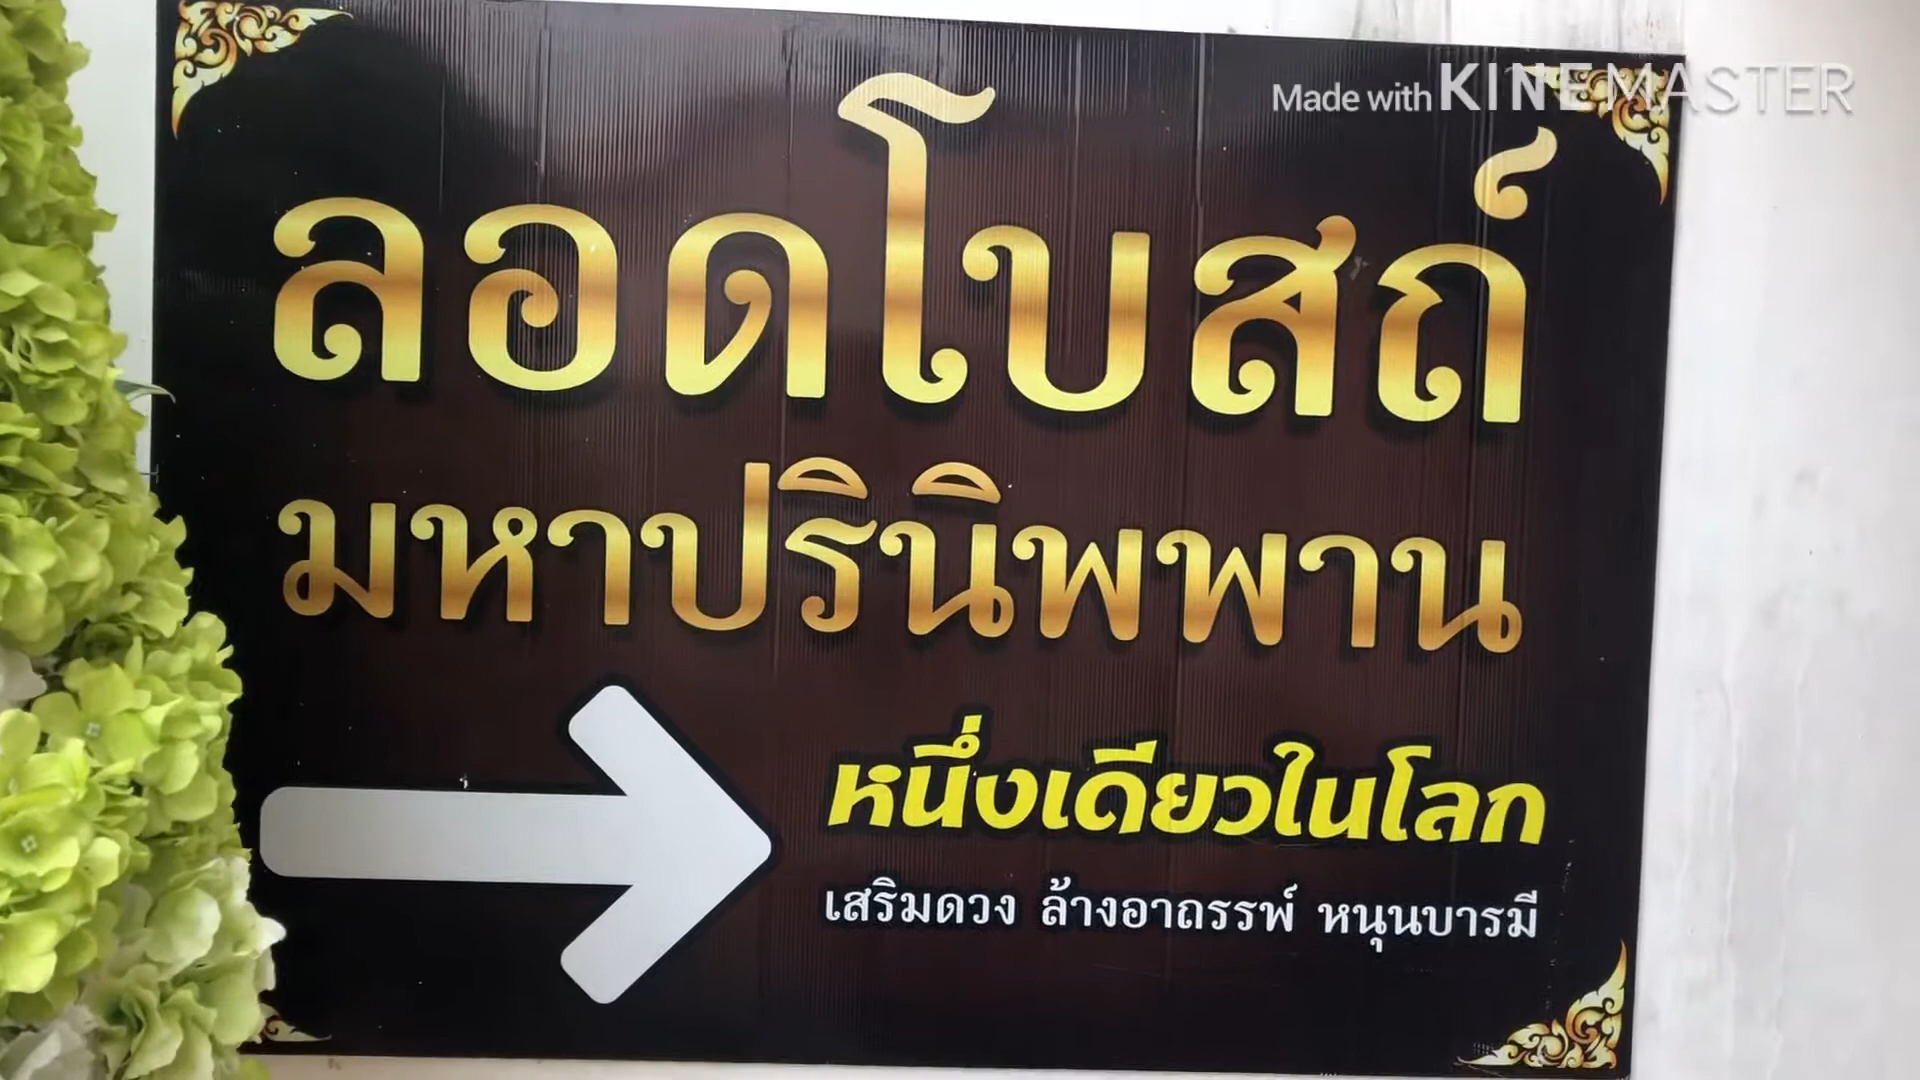 Made with KINEMASTER
ลอดโบสถ์
มหาปรินิพพาน
หนึ่งเดียวในโลก
เสริมดวง ล้างอาถรรพ์ หนุนบารมี